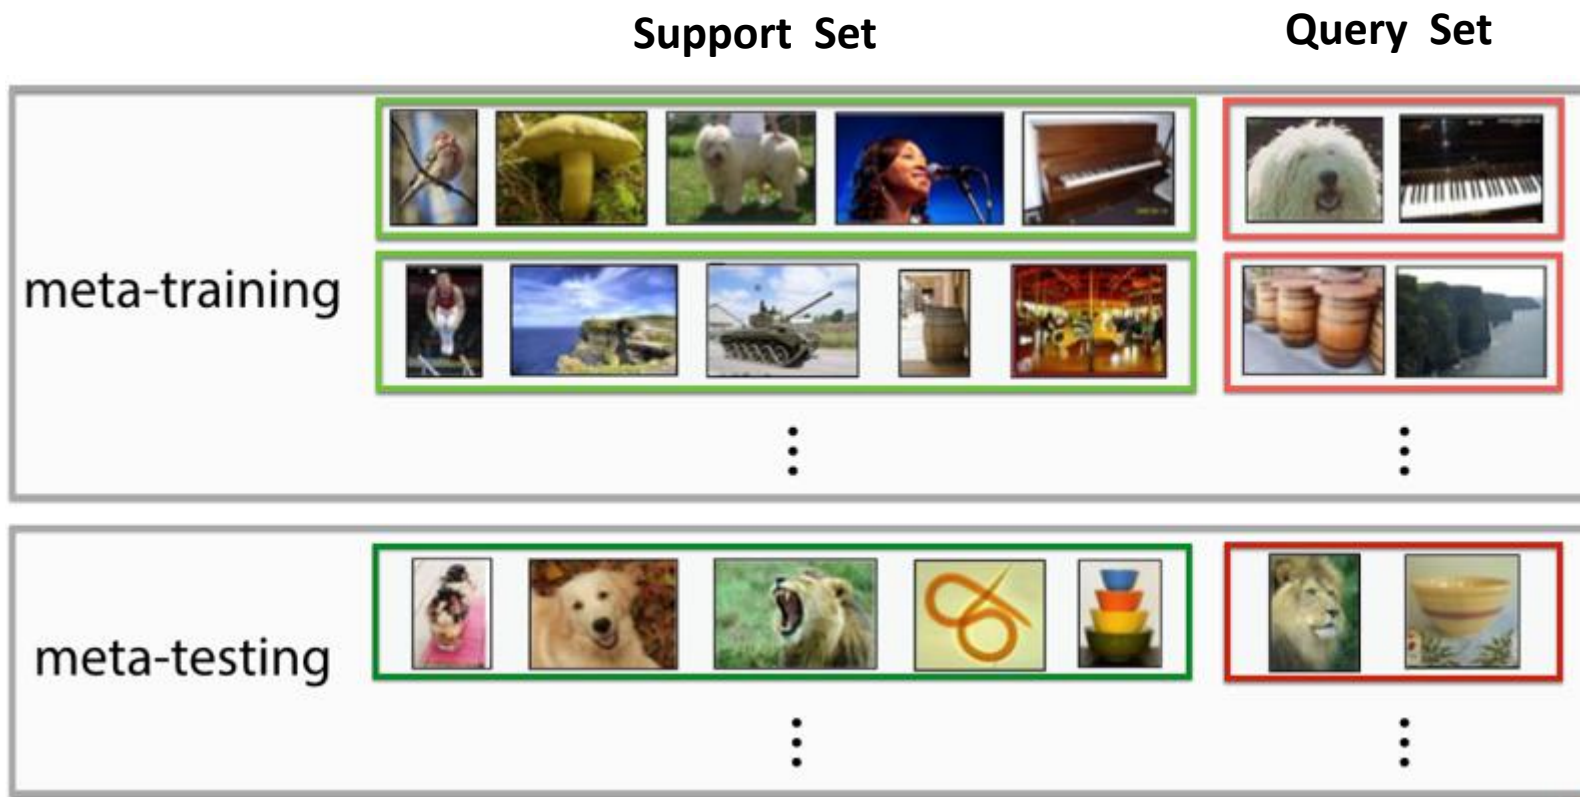 Support Set
Query Set
meta-training
meta-testing